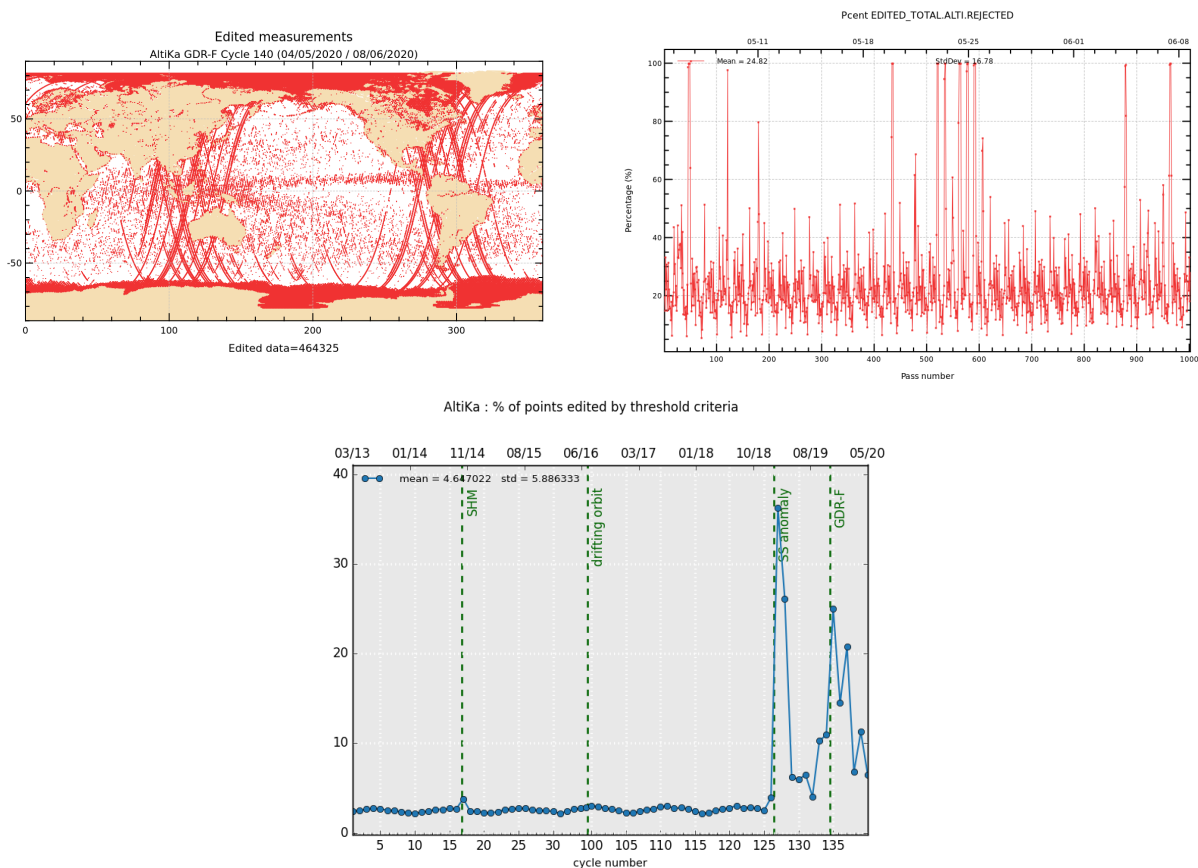 Edited measurements
AltiKa GDR-F Cycle 140 (04/05/2020 / 08/06/2020)
50
0
-50
0 100 200 300
Edited data=464325
Pcent EDITED_TOTAL.ALTI.REJECTED
05-11 05-18 05-25 06-01 06-08
Mean = 24.82 StdDev = 16.78
100
80
60
40
20
Percentage (%)
100 200 300 400 500 600 700 800 900 1000
Pass number
AltiKa : % of points edited by threshold criteria
03/13 01/14 11/14 08/15 06/16 03/17 01/18 10/18 08/19 05/20
mean = 4.647022 std = 5.886333
SHM
drifting orbit
SS anomaly
GDR-F
40
30
20
10
0
5 10 15 20 25 30 100 105 110 115 120 125 130 135
cycle number